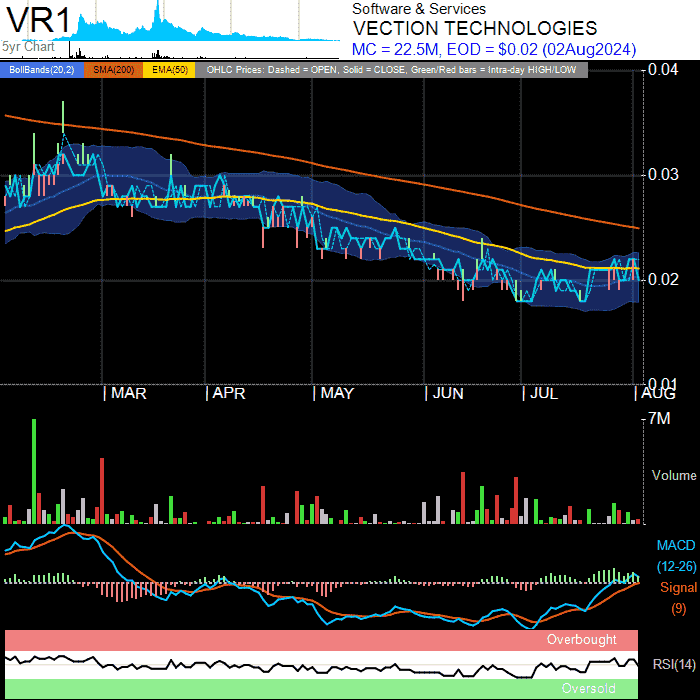 VR1
5yr Chart
Software & Services
VECTION TECHNOLOGIES
MC = 22.5M, EOD = $0.02 (02Aug2024)
BollBands(20,2) SMA(200) EMA(50) OHLC Prices: Dashed = OPEN, Solid = CLOSE, Green/Red bars = Intra-day HIGH/LOW
0.04
0.03
0.02
0.01
MAR APR MAY JUN JUL AUG
7M
Volume
MACD
(12-26)
Signal
(9)
Overbought
RSI(14)
Oversold